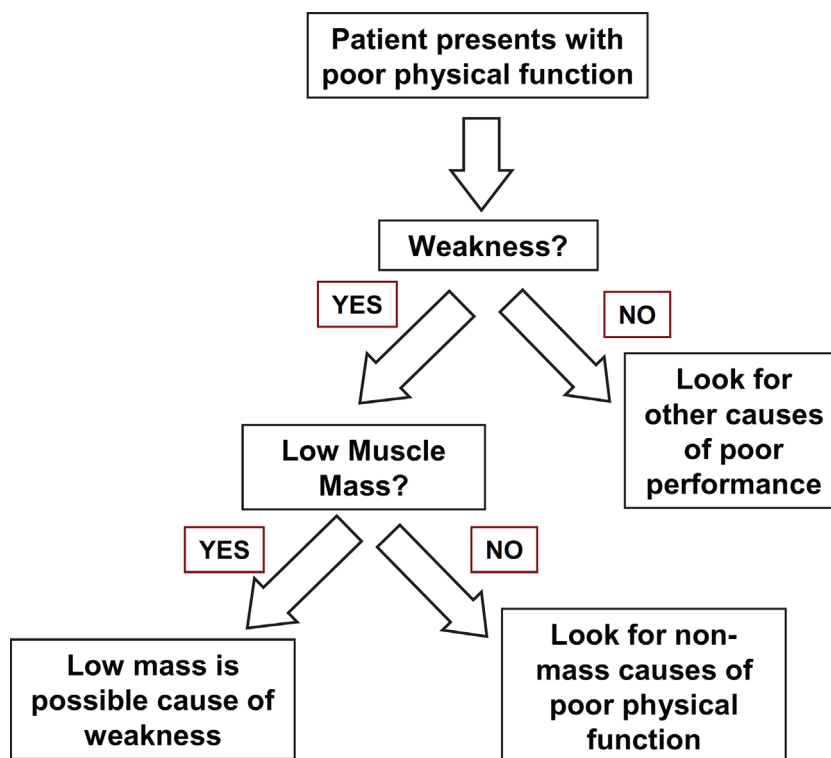 Patient presents with
poor physical function
Weakness?
YES
NO
Look for
other causes
of poor
performance
Low Muscle
Mass?
YES
NO
Low mass is
possible cause of
weakness
Look for non-
mass causes of
poor physical
function